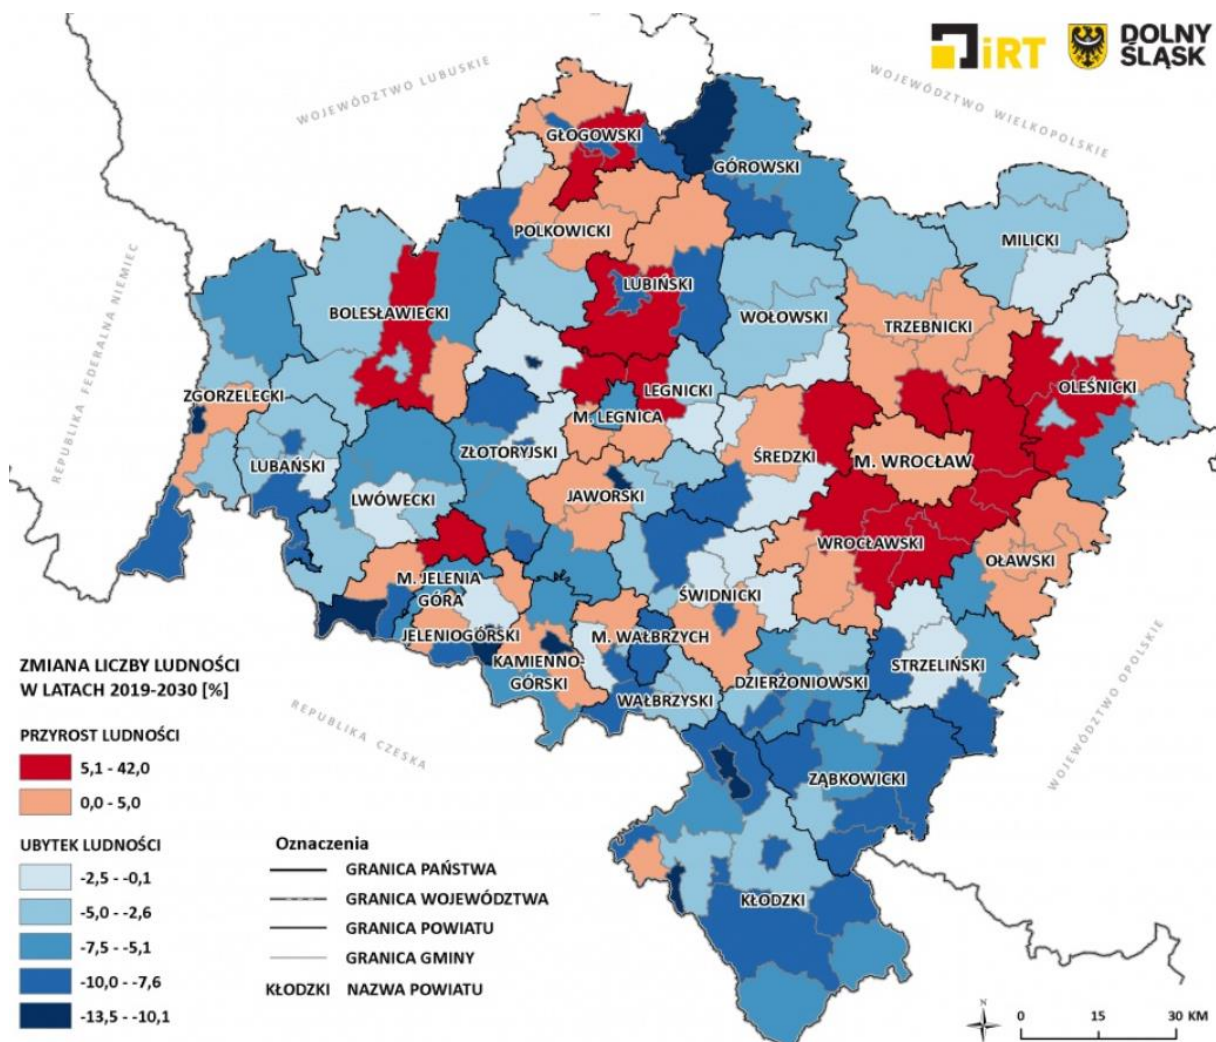 iRT
DOLNY
ŚLĄSK
WOJEWÓDZTWO LUBUSKIE
WOJEWÓDZTWO WIELKOPOLSKIE
GŁOGOWSKI
GÓROWSKI
POLKOWICKI
MILICKI
REPUBLIKA FEDERALNA NIEMIEC
LUBIŃSKI
BOLESŁAWIECKI
WOŁOWSKI
TRZEBNICKI
ZGORZELECKI
LEGNICKI
OLEŚNICKI
M. LEGNICA
ZŁOTORYJSKI
ŚREDZKI
M. WROCŁAW
LUBAŃSKI
LWÓWECKI
JAWORSKI
WROCŁAWSKI
OŁAWSKI
M. JELENIA
GÓRA
ŚWIDNICKI
JELENIOGÓRSKI
M. WAŁBRZYCH
KAMIENNO-
GÓRSKI
STRZELIŃSKI
DZIERŻONIOWSKI
WAŁBRZYSKI
WOJEWÓDZTWO OPOLSKIE
REPUBLIKA CZESKA
ZĄBKOWICKI
KŁODZKI
ZMIANA LICZBY LUDNOŚCI
W LATACH 2019-2030 [%]
PRZYROST LUDNOŚCI
5,1 - 42,0
0,0 - 5,0
UBYTEK LUDNOŚCI
-2,5 - -0,1
-5,0 - -2,6
-7,5 - -5,1
-10,0 - -7,6
-13,5 - -10,1
Oznaczenia
GRANICA PAŃSTWA
GRANICA WOJEWÓDZTWA
GRANICA POWIATU
GRANICA GMINY
KŁODZKI NAZWA POWIATU
N
0 15 30 KM